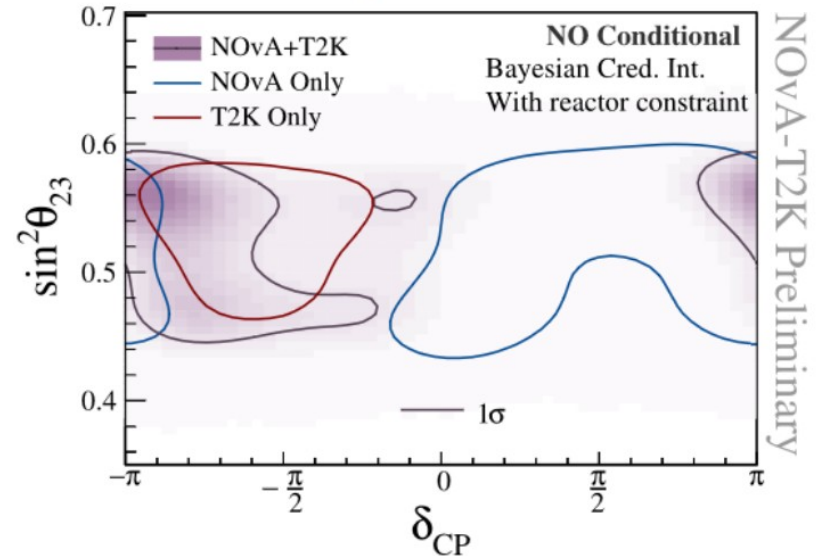 NOvA+T2K
NOvA Only
T2K Only
NO Conditional
Bayesian Cred. Int.
With reactor constraint
NOvA-T2K Preliminary
0.7
0.6
0.5
0.4
sin²θ₂₃
1σ
−π
−π/2
0
π/2
π
δ_CP